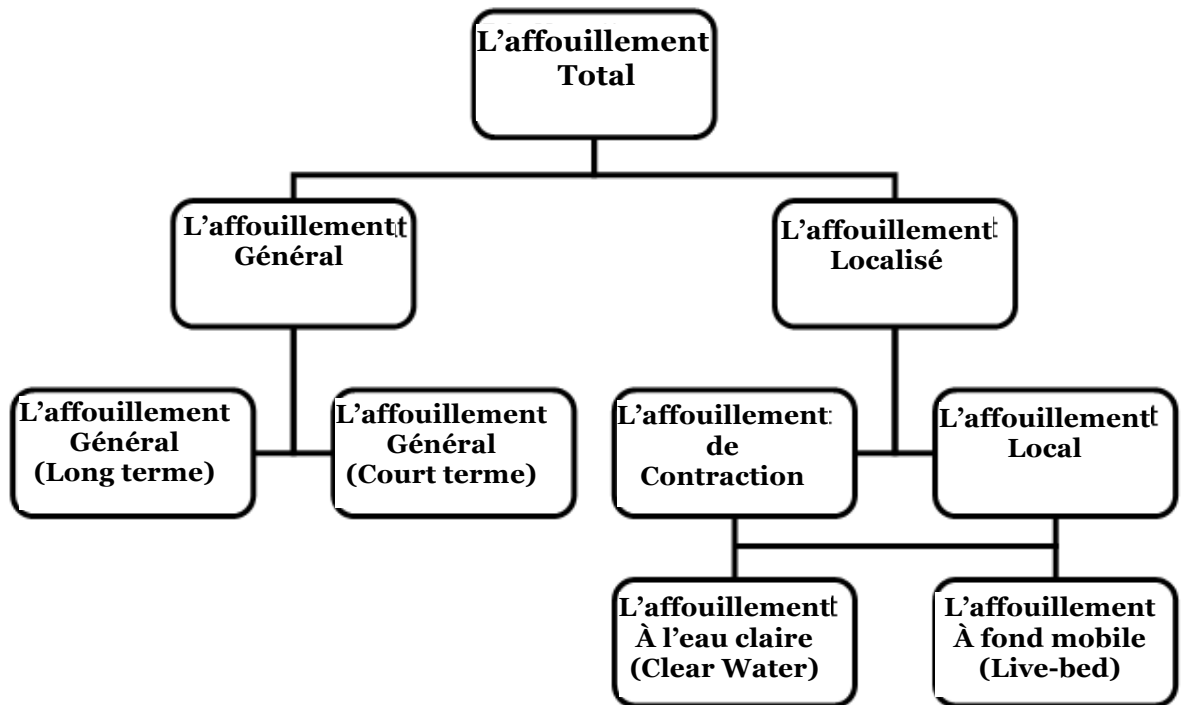 L’affouillement
Total
L’affouillement
Général
L’affouillement
Localisé
L’affouillement
Général
(Long terme)
L’affouillement
Général
(Court terme)
L’affouillement
de
Contraction
L’affouillement
Local
L’affouillement
À l’eau claire
(Clear Water)
L’affouillement
À fond mobile
(Live-bed)